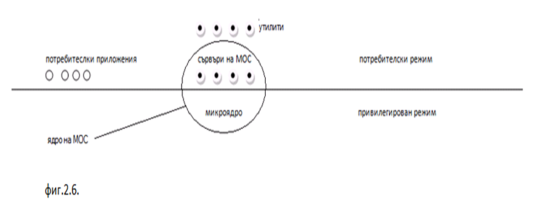 утилити
потребителски приложения
сървъри на МОС
потребителски режим
микроядро
привилегирован режим
ядро на МОС
фиг.2.6.